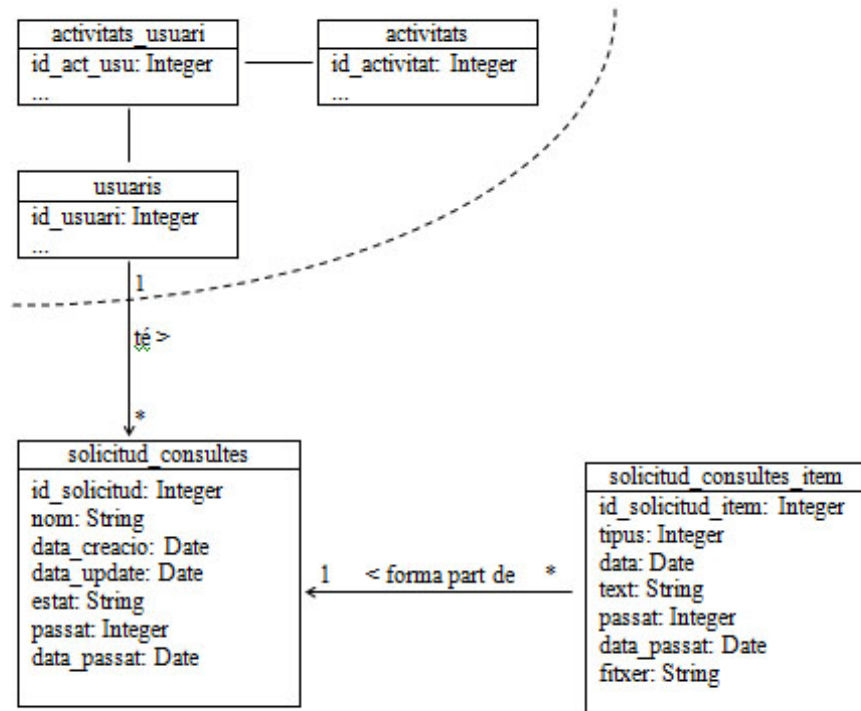 activitats_usuari
id_act_usu: Integer
...
activitats
id_activitat: Integer
...
usuaris
id_usuari: Integer
...
1
té >
*
solicitud_consultes
id_solicitud: Integer
nom: String
data_creacio: Date
data_update: Date
estat: String
passat: Integer
data_passat: Date
1 < forma part de *
solicitud_consultes_item
id_solicitud_item: Integer
tipus: Integer
data: Date
text: String
passat: Integer
data_passat: Date
fitxer: String